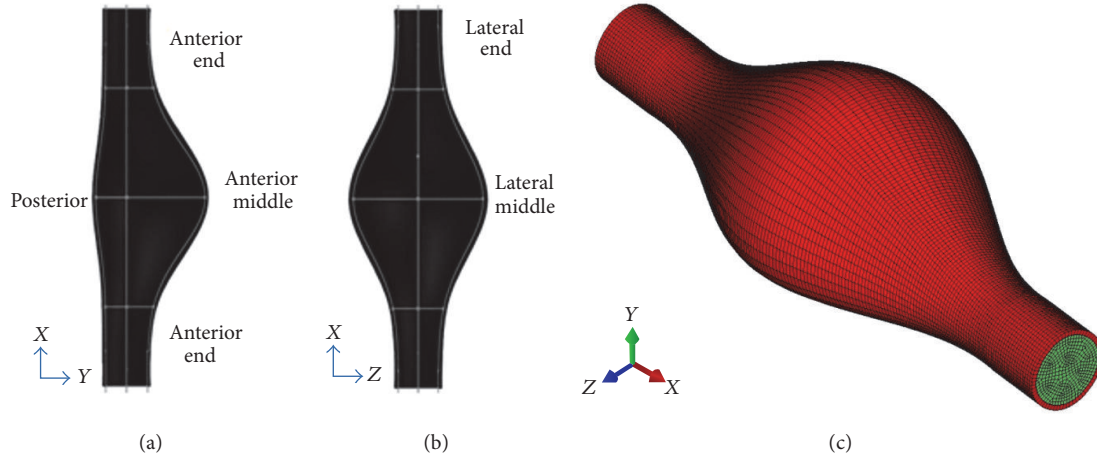 Anterior
end
Posterior
Anterior
middle
Anterior
end
X
Y
(a)
Lateral
end
Lateral
middle
X
Z
(b)
Y
Z
X
(c)